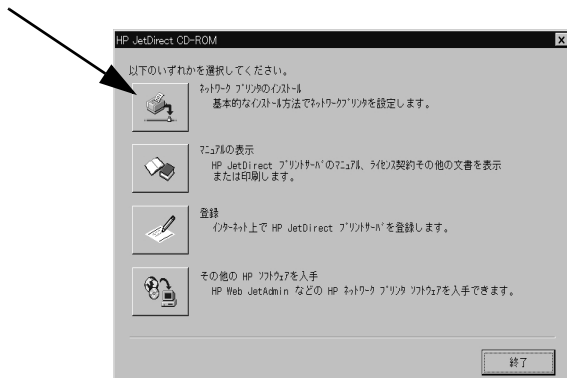 HP JetDirect CD-ROM
以下のいずれかを選択してください。
ﾈｯﾄﾜｰｸ ﾌﾟﾘﾝﾀのｲﾝｽﾄｰﾙ
基本的なｲﾝｽﾄｰﾙ方法でﾈｯﾄﾜｰｸﾌﾟﾘﾝﾀを設定します。
ﾏﾆｭｱﾙの表示
HP JetDirect ﾌﾟﾘﾝﾄｻｰﾊﾞのﾏﾆｭｱﾙ、ﾗｲｾﾝｽ契約その他の文書を表示
または印刷します。
登録
ｲﾝﾀｰﾈｯﾄ上で HP JetDirect ﾌﾟﾘﾝﾄｻｰﾊﾞを登録します。
その他の HP ｿﾌﾄｳｪｱを入手
HP Web JetAdmin などの HP ﾈｯﾄﾜｰｸ ﾌﾟﾘﾝﾀ ｿﾌﾄｳｪｱを入手できます。
終了